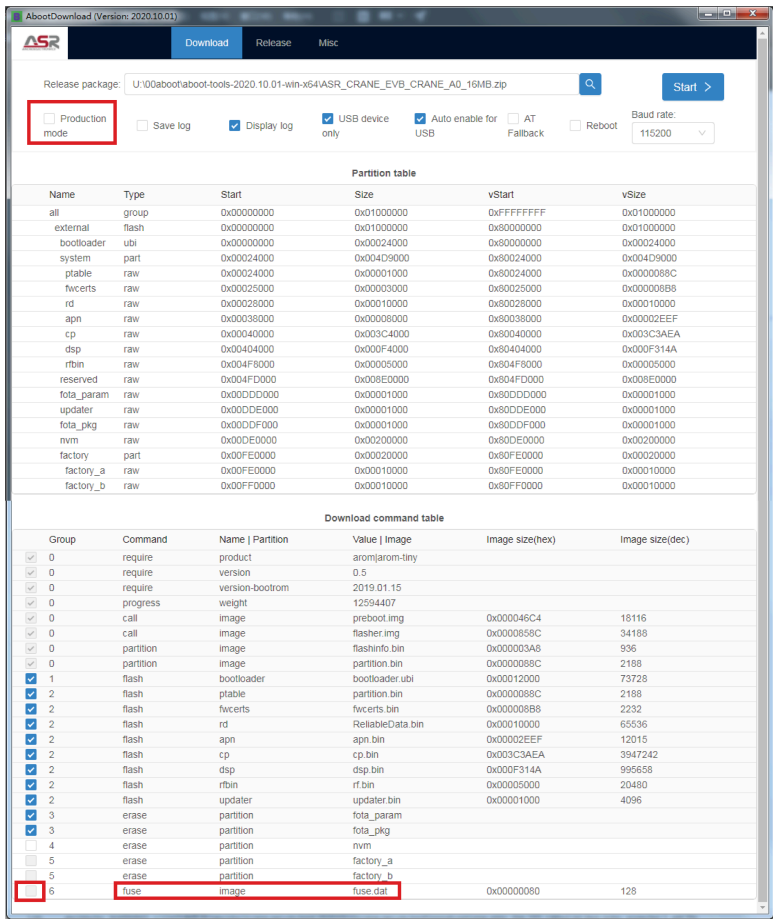 AbootDownload (Version: 2020.10.01)
ASR Download Release Misc
Release package: U:\00aboot\aboot-tools-2020.10.01-win-x64\ASR_CRANE_EVB_CRANE_A0_16MB.zip Start >
Production mode Save log Display log USB device only Auto enable for USB AT Fallback Reboot Baud rate: 115200
Partition table
Name Type Start Size vStart vSize
all group 0x00000000 0x01000000 0xFFFFFFFF 0x01000000
external flash 0x00000000 0x01000000 0x80000000 0x01000000
bootloader ubi 0x00000000 0x00024000 0x80000000 0x00024000
system part 0x00024000 0x004D9000 0x80024000 0x004D9000
ptable raw 0x00024000 0x00001000 0x80024000 0x0000088C
fwcerts raw 0x00025000 0x00003000 0x80025000 0x000008B8
rd raw 0x00028000 0x00010000 0x80028000 0x00010000
apn raw 0x00038000 0x00008000 0x80038000 0x00002EEF
cp raw 0x00040000 0x003C4000 0x80040000 0x003C3AEA
dsp raw 0x00404000 0x000F4000 0x80404000 0x000F314A
rfbin raw 0x004F8000 0x00005000 0x804F8000 0x00005000
reserved raw 0x004FD000 0x008E0000 0x804FD000 0x008E0000
fota_param raw 0x00DDD000 0x00001000 0x80DDD000 0x00001000
updater raw 0x00DDE000 0x00001000 0x80DDE000 0x00001000
fota_pkg raw 0x00DDF000 0x00001000 0x80DDF000 0x00001000
nvm raw 0x00DE0000 0x00200000 0x80DE0000 0x00200000
factory part 0x00FE0000 0x00020000 0x80FE0000 0x00020000
factory_a raw 0x00FE0000 0x00010000 0x80FE0000 0x00010000
factory_b raw 0x00FF0000 0x00010000 0x80FF0000 0x00010000
Download command table
Group Command Name | Partition Value | Image Image size(hex) Image size(dec)
0 require product arom|arom-tiny
0 require version 0.5
0 require version-bootrom 2019.01.15
0 progress weight 12594407
0 call image preboot.img 0x000046C4 18116
0 call image flasher.img 0x0000858C 34188
0 partition image flashinfo.bin 0x000003A8 936
0 partition image partition.bin 0x0000088C 2188
1 flash bootloader bootloader.ubi 0x00012000 73728
2 flash ptable partition.bin 0x0000088C 2188
2 flash fwcerts fwcerts.bin 0x000008B8 2232
2 flash rd ReliableData.bin 0x00010000 65536
2 flash apn apn.bin 0x00002EEF 12015
2 flash cp cp.bin 0x003C3AEA 3947242
2 flash dsp dsp.bin 0x000F314A 995658
2 flash rfbin rf.bin 0x00005000 20480
2 flash updater updater.bin 0x00001000 4096
3 erase partition fota_param
3 erase partition fota_pkg
4 erase partition nvm
5 erase partition factory_a
5 erase partition factory_b
6 fuse image fuse.dat 0x00000080 128